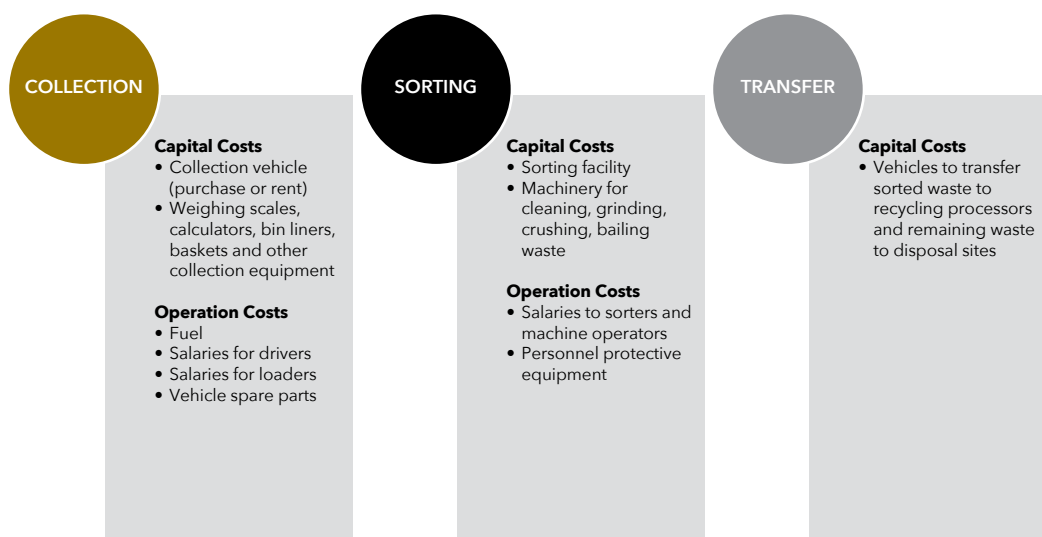 COLLECTION
Capital Costs
• Collection vehicle
(purchase or rent)
• Weighing scales,
calculators, bin liners,
baskets and other
collection equipment
Operation Costs
• Fuel
• Salaries for drivers
• Salaries for loaders
• Vehicle spare parts
SORTING
Capital Costs
• Sorting facility
• Machinery for
cleaning, grinding,
crushing, bailing
waste
Operation Costs
• Salaries to sorters and
machine operators
• Personnel protective
equipment
TRANSFER
Capital Costs
• Vehicles to transfer
sorted waste to
recycling processors
and remaining waste
to disposal sites